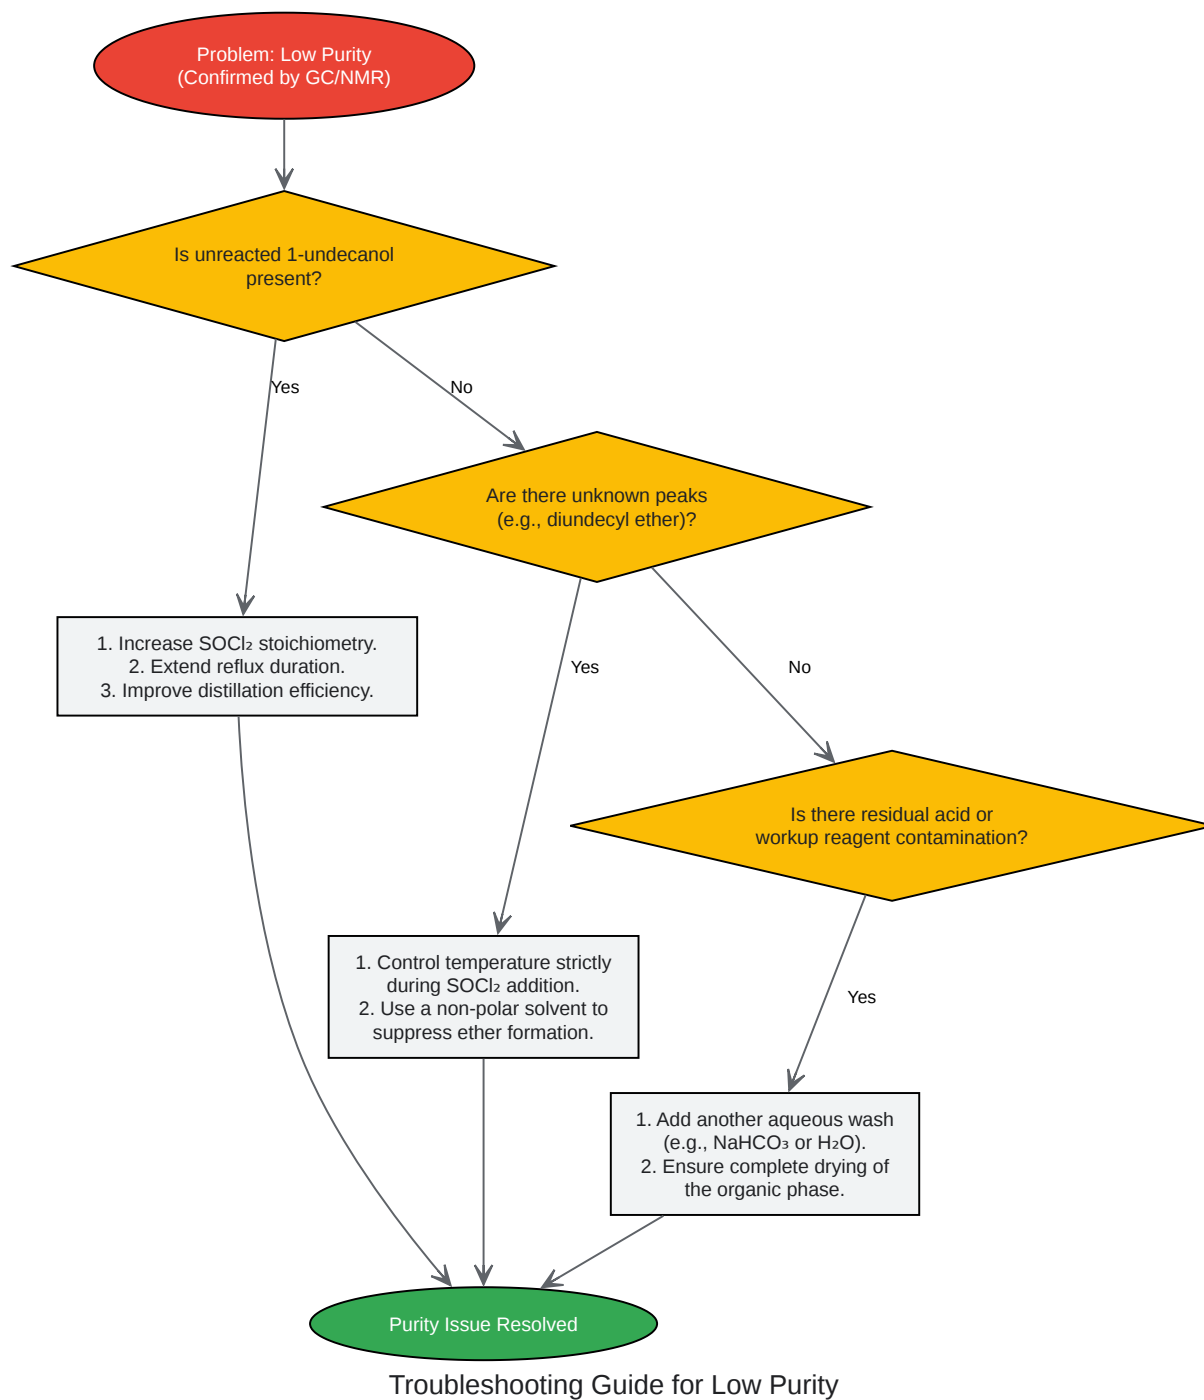 Problem: Low Purity
(Confirmed by GC/NMR)
Is unreacted 1-undecanol
present?
Yes
No
Are there unknown peaks
(e.g., diundecyl ether)?
1. Increase SOCl₂ stoichiometry.
2. Extend reflux duration.
3. Improve distillation efficiency.
Yes
No
Is there residual acid or
workup reagent contamination?
1. Control temperature strictly
during SOCl₂ addition.
2. Use a non-polar solvent to
suppress ether formation.
Yes
1. Add another aqueous wash
(e.g., NaHCO₃ or H₂O).
2. Ensure complete drying of
the organic phase.
Purity Issue Resolved
Troubleshooting Guide for Low Purity